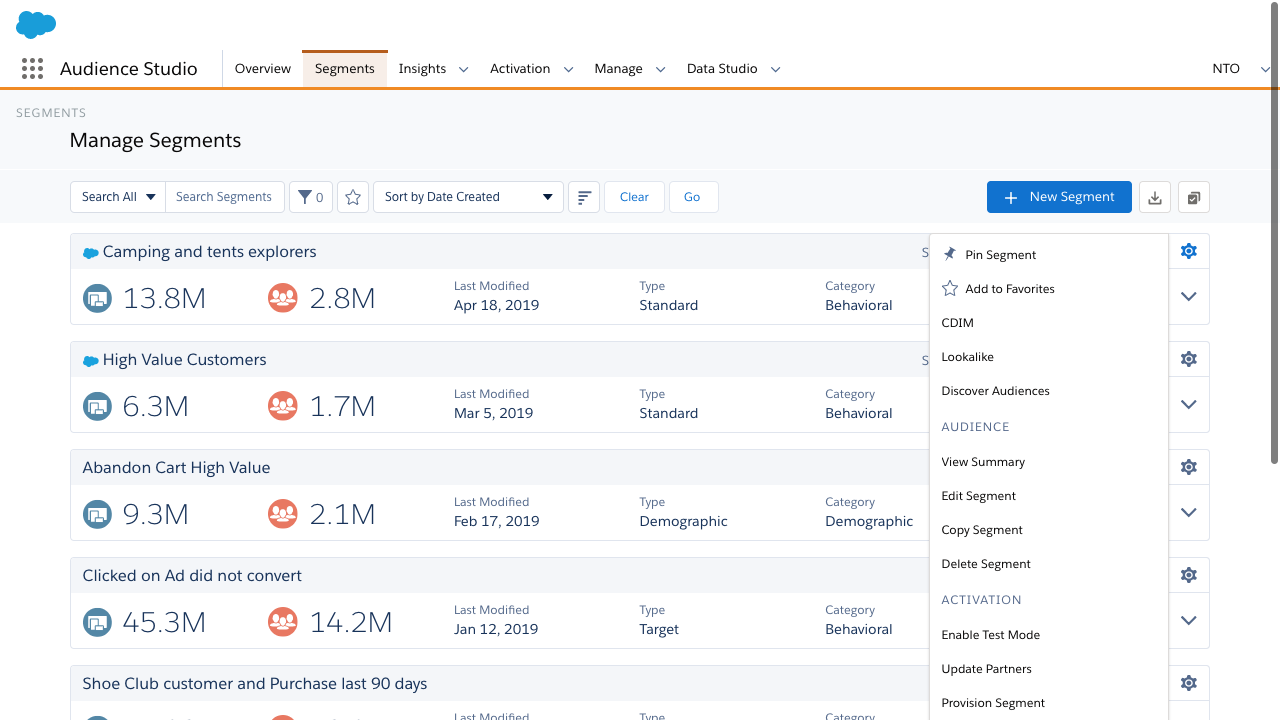 Audience Studio Overview Segments Insights Activation Manage Data Studio NTO
SEGMENTS
Manage Segments
Search All Search Segments 0 Sort by Date Created Clear Go New Segment
Camping and tents explorers
13.8M 2.8M Last Modified Apr 18, 2019 Type Standard Category Behavioral
High Value Customers
6.3M 1.7M Last Modified Mar 5, 2019 Type Standard Category Behavioral
Abandon Cart High Value
9.3M 2.1M Last Modified Feb 17, 2019 Type Demographic Category Demographic
Clicked on Ad did not convert
45.3M 14.2M Last Modified Jan 12, 2019 Type Target Category Behavioral
Shoe Club customer and Purchase last 90 days
Last Modified Type Category
Pin Segment
Add to Favorites
CDIM
Lookalike
Discover Audiences
AUDIENCE
View Summary
Edit Segment
Copy Segment
Delete Segment
ACTIVATION
Enable Test Mode
Update Partners
Provision Segment